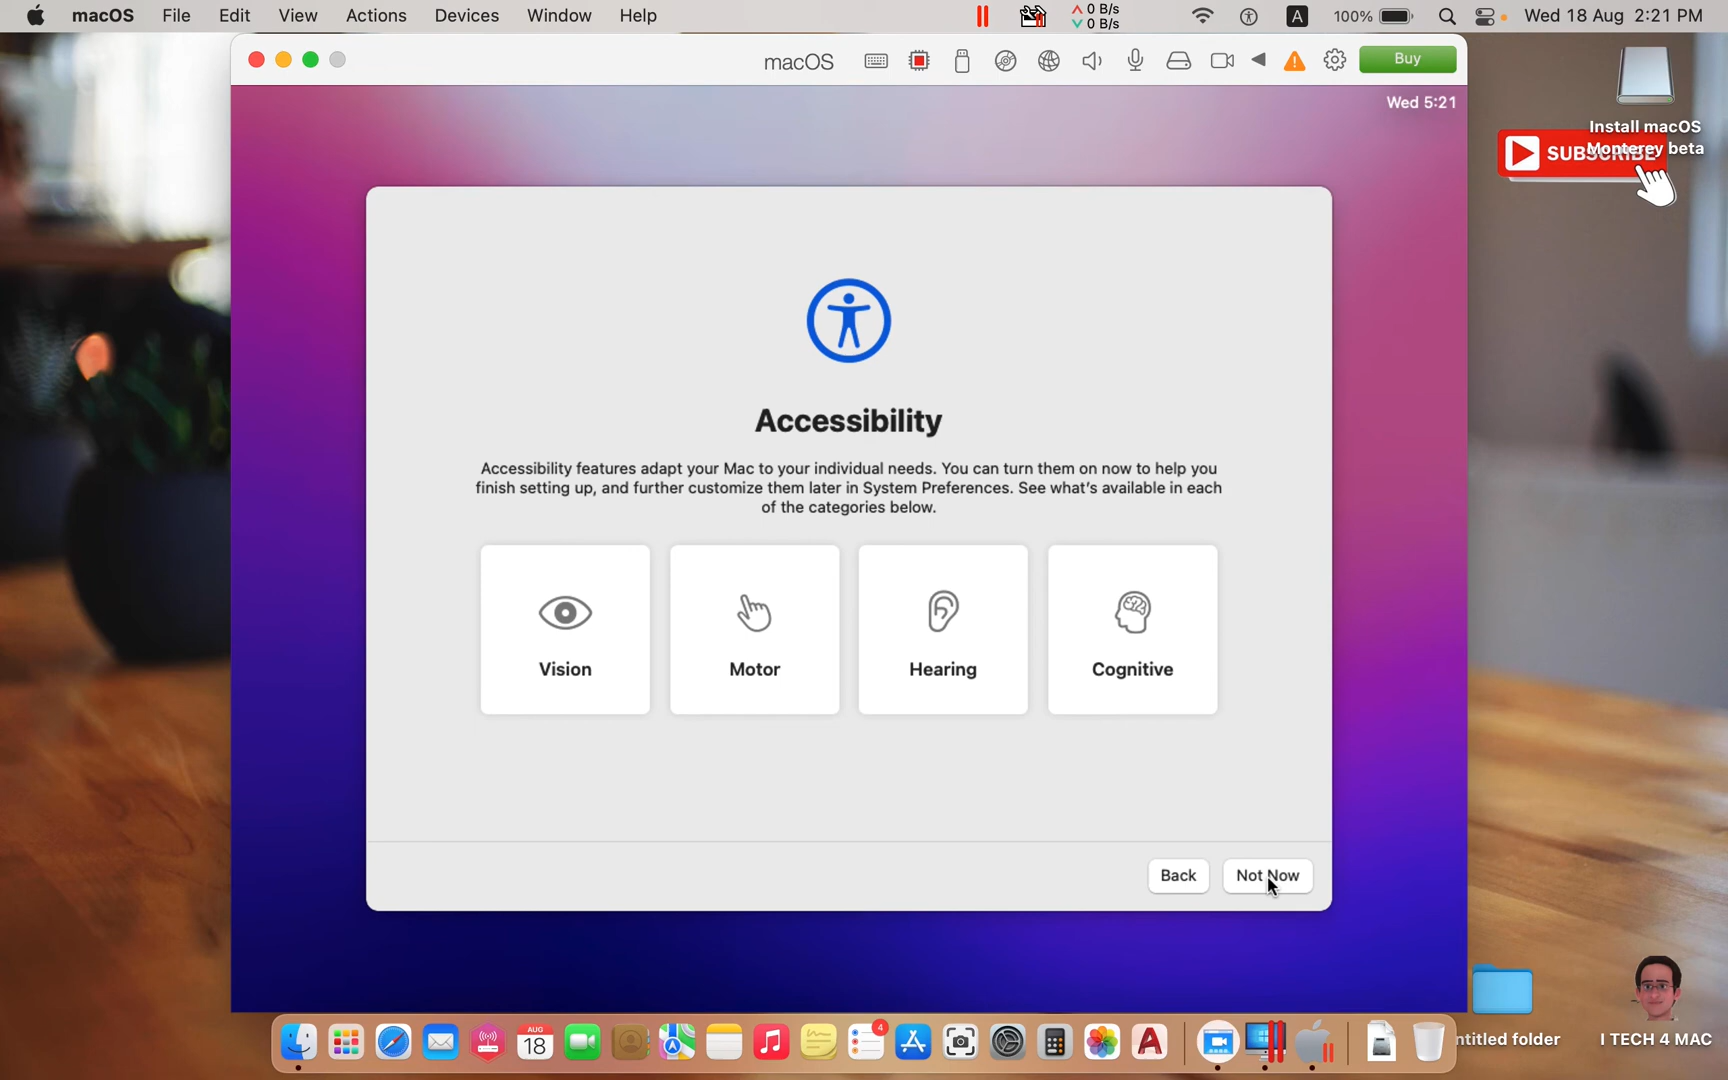 macOS File Edit View Actions Devices Window Help
0 B/s
0 B/s
A 100% Wed 18 Aug 2:21 PM
macOS
Buy
Wed 5:21
Install macOS
Monterey beta
SUBSCRIBE
Accessibility
Accessibility features adapt your Mac to your individual needs. You can turn them on now to help you
finish setting up, and further customize them later in System Preferences. See what's available in each
of the categories below.
Vision
Motor
Hearing
Cognitive
Back
Not Now
AUG
18
4
ntitled folder
I TECH 4 MAC